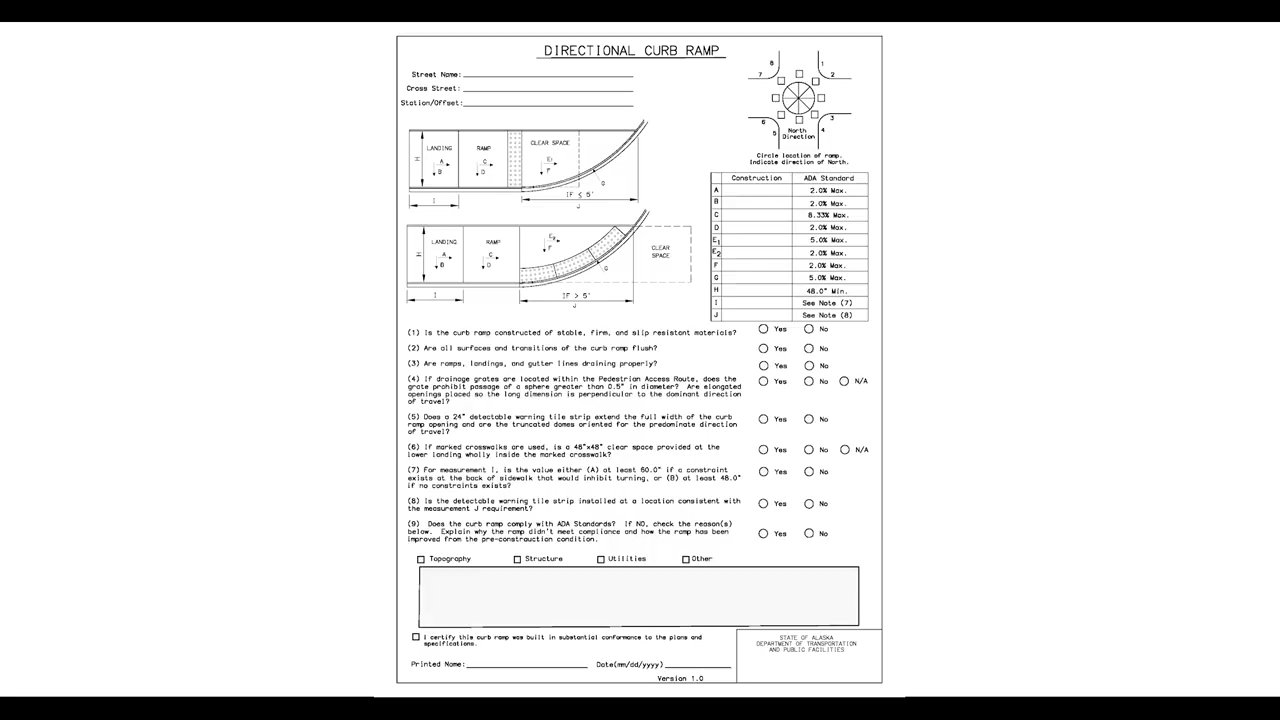 DIRECTIONAL CURB RAMP
Street Name:
Cross Street:
Station/Offset:
8 1
7 2
6 3
5 4
North
Direction
Circle location of ramp.
Indicate direction of North.
LANDING RAMP CLEAR SPACE
H A B C D E1 F G
I IF ≤ 5'
J
LANDING RAMP CLEAR SPACE
H A B C D E2 F G
I IF > 5'
J
Construction ADA Standard
A 2.0% Max.
B 2.0% Max.
C 8.33% Max.
D 2.0% Max.
E1 5.0% Max.
E2 2.0% Max.
F 2.0% Max.
G 5.0% Max.
H 48.0" Min.
I See Note (7)
J See Note (8)
(1) Is the curb ramp constructed of stable, firm, and slip resistant materials? Yes No
(2) Are all surfaces and transitions of the curb ramp flush? Yes No
(3) Are ramps, landings, and gutter lines draining properly? Yes No
(4) If drainage grates are located within the Pedestrian Access Route, does the Yes No N/A
grate prohibit passage of a sphere greater than 0.5" in diameter? Are elongated
openings placed so the long dimension is perpendicular to the dominant direction
of travel?
(5) Does a 24" detectable warning tile strip extend the full width of the curb Yes No
ramp opening and are the truncated domes oriented for the predominate direction
of travel?
(6) If marked crosswalks are used, is a 48"x48" clear space provided at the Yes No N/A
lower landing wholly inside the marked crosswalk?
(7) For measurement I, is the value either (A) at least 60.0" if a constraint Yes No
exists at the back of sidewalk that would inhibit turning, or (B) at least 48.0"
if no constraints exists?
(8) Is the detectable warning tile strip installed at a location consistent with Yes No
the measurement J requirement?
(9) Does the curb ramp comply with ADA Standards? If NO, check the reason(s)
below. Explain why the ramp didn't meet compliance and how the ramp has been Yes No
improved from the pre-construction condition.
Topography Structure Utilities Other
I certify this curb ramp was built in substantial conformance to the plans and
specifications.
Printed Name: Date(mm/dd/yyyy)
Version 1.0
STATE OF ALASKA
DEPARTMENT OF TRANSPORTATION
AND PUBLIC FACILITIES